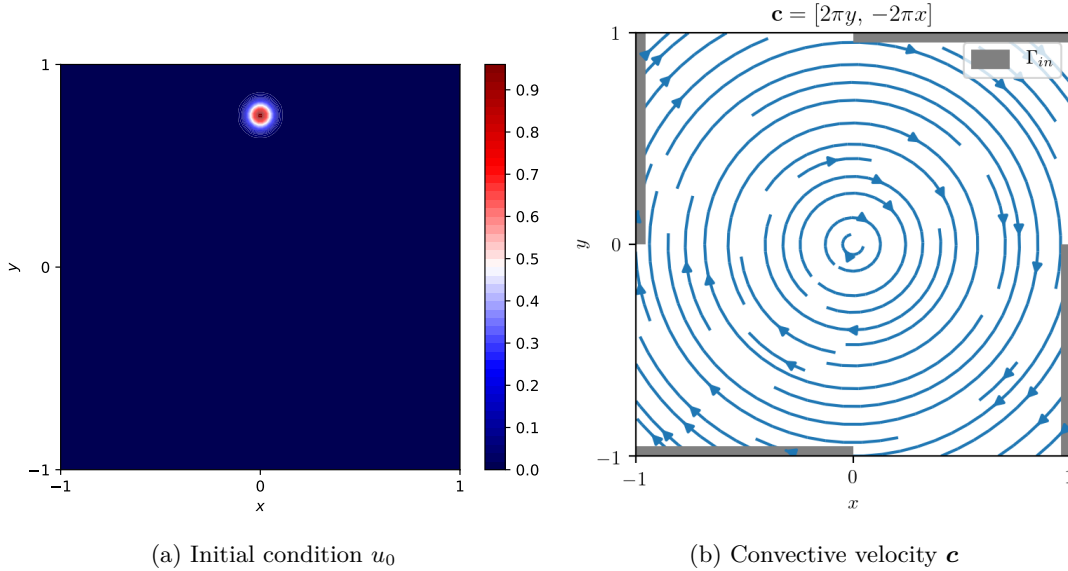 1
0
−1
y
−1
0
1
x
0.9
0.8
0.7
0.6
0.5
0.4
0.3
0.2
0.1
0.0
(a) Initial condition u₀
c = [2πy, −2πx]
Γᵢₙ
1
0
−1
y
−1
0
1
x
(b) Convective velocity c